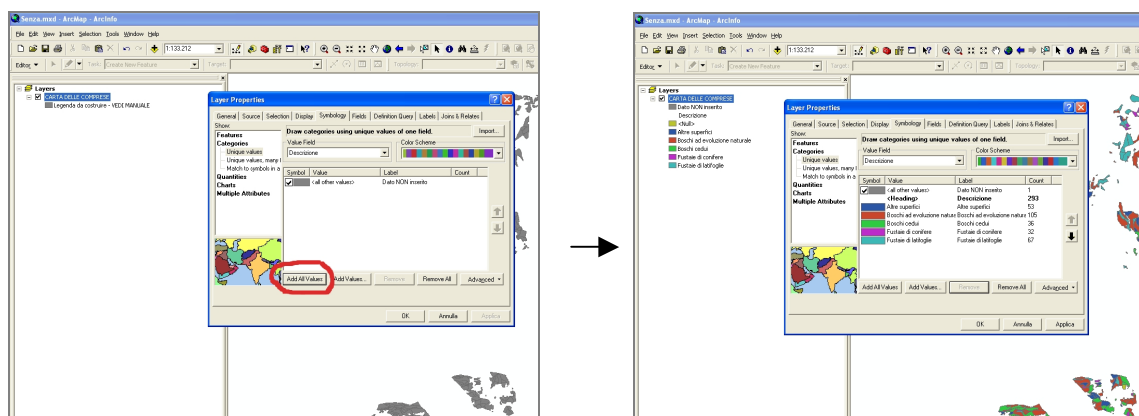 Senza.mxd - ArcMap - ArcInfo
File Edit View Insert Selection Tools Window Help
1:133.212
Editor Task: Create New Feature Target: Topology:
Layers
CARTA DELLE COMPRESE
Legenda da costruire - VEDI MANUALE
Layer Properties
General Source Selection Display Symbology Fields Definition Query Labels Joins & Relates
Show:
Features
Categories
Unique values
Unique values, many f
Match to symbols in a
Quantities
Charts
Multiple Attributes
Draw categories using unique values of one field.
Import...
Value Field
Color Scheme
Descrizione
Symbol Value Label Count
<all other values> Dato NON inserito
Add All Values Add Values... Remove Remove All Advanced
OK Annulla Applica
Senza.mxd - ArcMap - ArcInfo
File Edit View Insert Selection Tools Window Help
1:133.212
Editor Task: Create New Feature Target: Topology:
Layers
CARTA DELLE COMPRESE
Dato NON inserito
Descrizione
<Null>
Altre superfici
Boschi ad evoluzione naturale
Boschi cedui
Fustaie di conifere
Fustaie di latifoglie
Layer Properties
General Source Selection Display Symbology Fields Definition Query Labels Joins & Relates
Show:
Features
Categories
Unique values
Unique values, many f
Match to symbols in a
Quantities
Charts
Multiple Attributes
Draw categories using unique values of one field.
Import...
Value Field
Color Scheme
Descrizione
Symbol Value Label Count
<all other values> Dato NON inserito 1
<Heading> Descrizione 293
Altre superfici Altre superfici 53
Boschi ad evoluzione natura Boschi ad evoluzione natura 105
Boschi cedui Boschi cedui 36
Fustaie di conifere Fustaie di conifere 32
Fustaie di latifoglie Fustaie di latifoglie 67
Add All Values Add Values... Remove Remove All Advanced
OK Annulla Applica